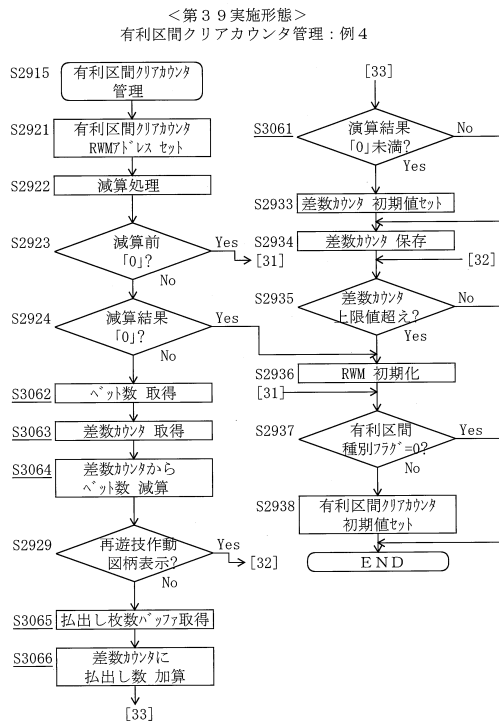 ＜第３９実施形態＞
有利区間クリアカウンタ管理：例４
S2915
有利区間クリアカウンタ
管理
S2921
有利区間クリアカウンタ
RWMアドレス セット
S2922
減算処理
S2923
減算前
「0」?
Yes
[31]
No
S2924
減算結果
「0」?
Yes
No
S3062
ベット数 取得
S3063
差数カウンタ 取得
S3064
差数カウンタから
ベット数 減算
S2929
再遊技作動
図柄表示?
Yes
[32]
No
S3065
払出し枚数バッファ取得
S3066
差数カウンタに
払出し数 加算
[33]
[33]
S3061
演算結果
「0」未満?
No
Yes
S2933
差数カウンタ 初期値セット
S2934
差数カウンタ 保存
[32]
S2935
差数カウンタ
上限値超え?
No
Yes
S2936
RWM 初期化
[31]
S2937
有利区間
種別フラグ=0?
Yes
No
S2938
有利区間クリアカウンタ
初期値セット
ＥＮＤ